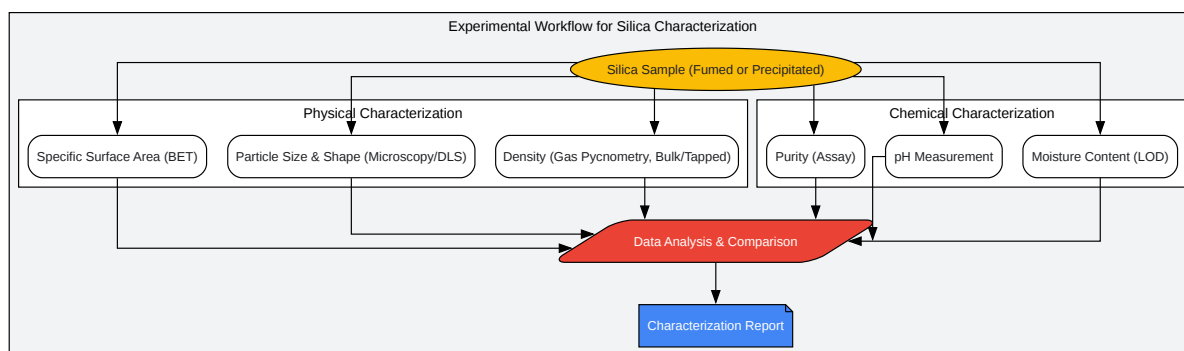 Experimental Workflow for Silica Characterization
Silica Sample (Fumed or Precipitated)
Physical Characterization
Chemical Characterization
Specific Surface Area (BET)
Particle Size & Shape (Microscopy/DLS)
Density (Gas Pycnometry, Bulk/Tapped)
Purity (Assay)
pH Measurement
Moisture Content (LOD)
Data Analysis & Comparison
Characterization Report